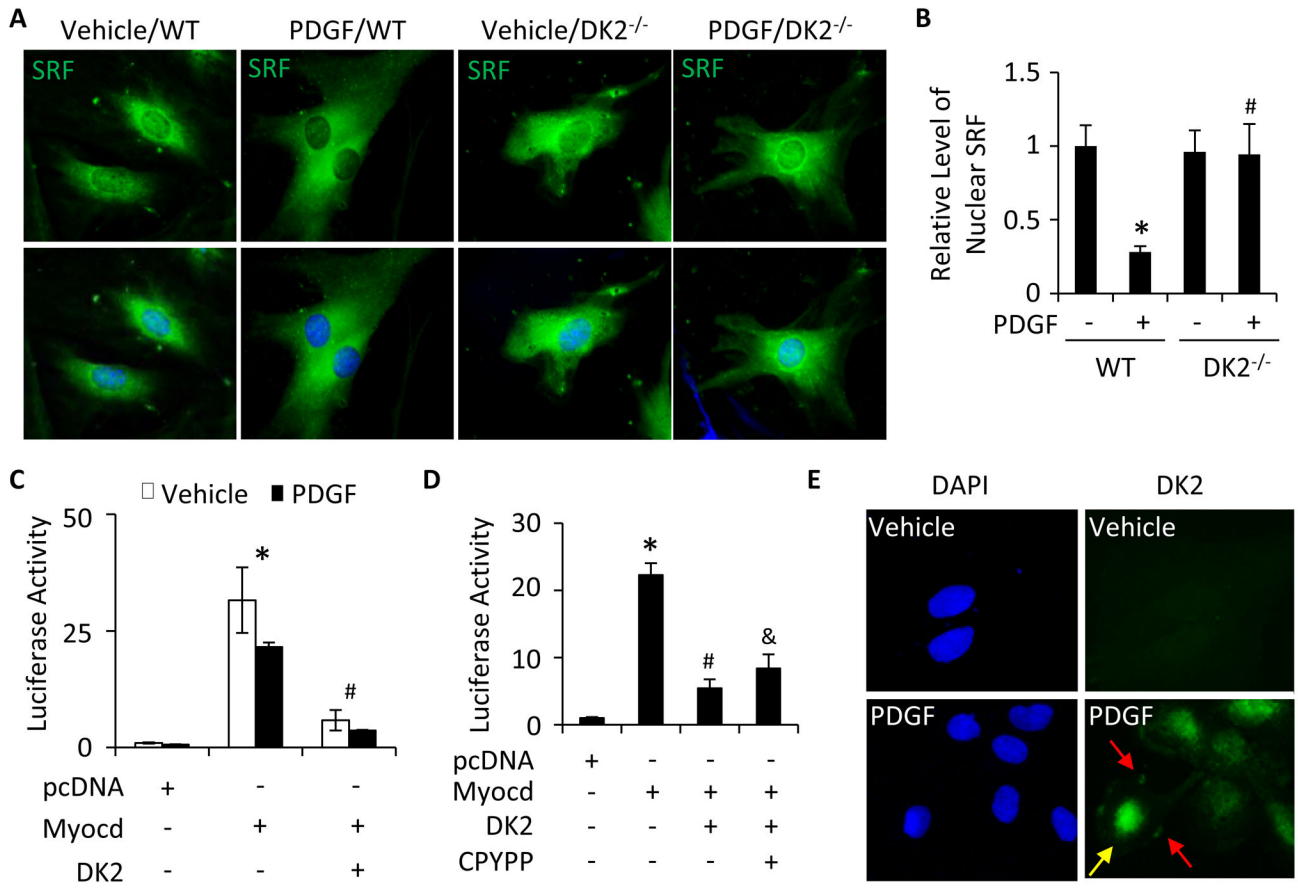 A
Vehicle/WT PDGF/WT Vehicle/DK2-/- PDGF/DK2-/-
SRF SRF SRF SRF
B
Relative Level of
Nuclear SRF
1.5
1
0.5
0
*
#
PDGF - + - +
WT DK2-/-
C
Vehicle PDGF
Luciferase Activity
50
25
0
*
#
pcDNA + - -
Myocd - + +
DK2 - - +
D
Luciferase Activity
30
20
10
0
*
#
&
pcDNA + - - -
Myocd - + + +
DK2 - - + +
CPYPP - - - +
E
DAPI DK2
Vehicle Vehicle
PDGF PDGF